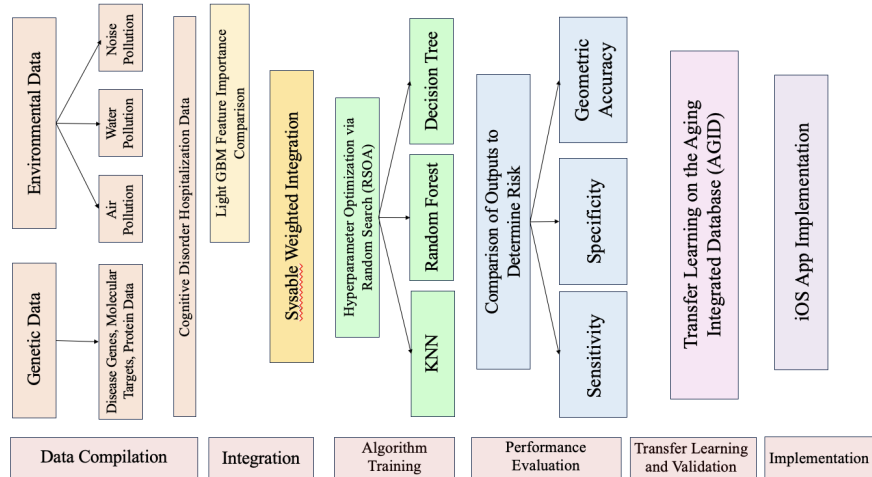 Environmental Data
Noise
Pollution
Water
Pollution
Air
Pollution
Genetic Data
Disease Genes, Molecular
Targets, Protein Data
Cognitive Disorder Hospitalization Data
Light GBM Feature Importance
Comparison
Sysable Weighted Integration
Hyperparameter Optimization via
Random Search (RSOA)
Decision Tree
Random Forest
KNN
Comparison of Outputs to
Determine Risk
Geometric
Accuracy
Specificity
Sensitivity
Transfer Learning on the Aging
Integrated Database (AGID)
iOS App Implementation
Data Compilation
Integration
Algorithm
Training
Performance
Evaluation
Transfer Learning
and Validation
Implementation